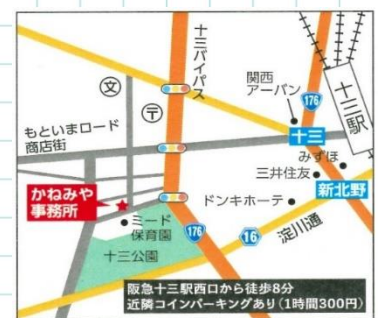 十三バイパス
文
〒
関西
アーバン
176
十三駅
もといまロード
商店街
十三
みずほ
三井住友
新北野
かねみや
事務所
ドンキホーテ
ミード
保育園
176
16
淀川通
十三公園
阪急十三駅西口から徒歩8分
近隣コインパーキングあり(1時間300円)